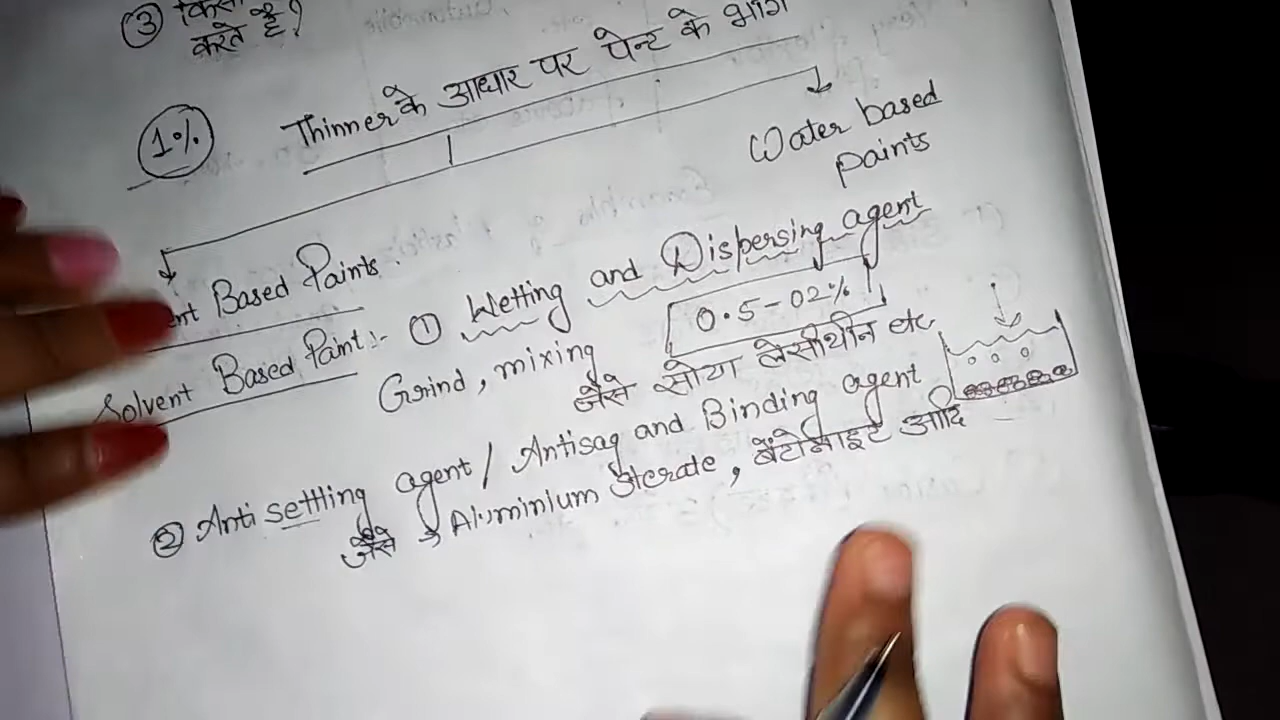 ③ किस
करते है?
1% Thinner के आधार पर पेन्ट के भाग
Water based
paints
ent Based Paints.
Solvent Based Paint:- ① Wetting and Dispersing agent
0.5-02%
Grind, mixing
जैसे सोया लेसीथीन etc.
② Anti settling agent / Antisag and Binding agent
जैसे → Aluminium Sterate, बेंटोनाइट आदि